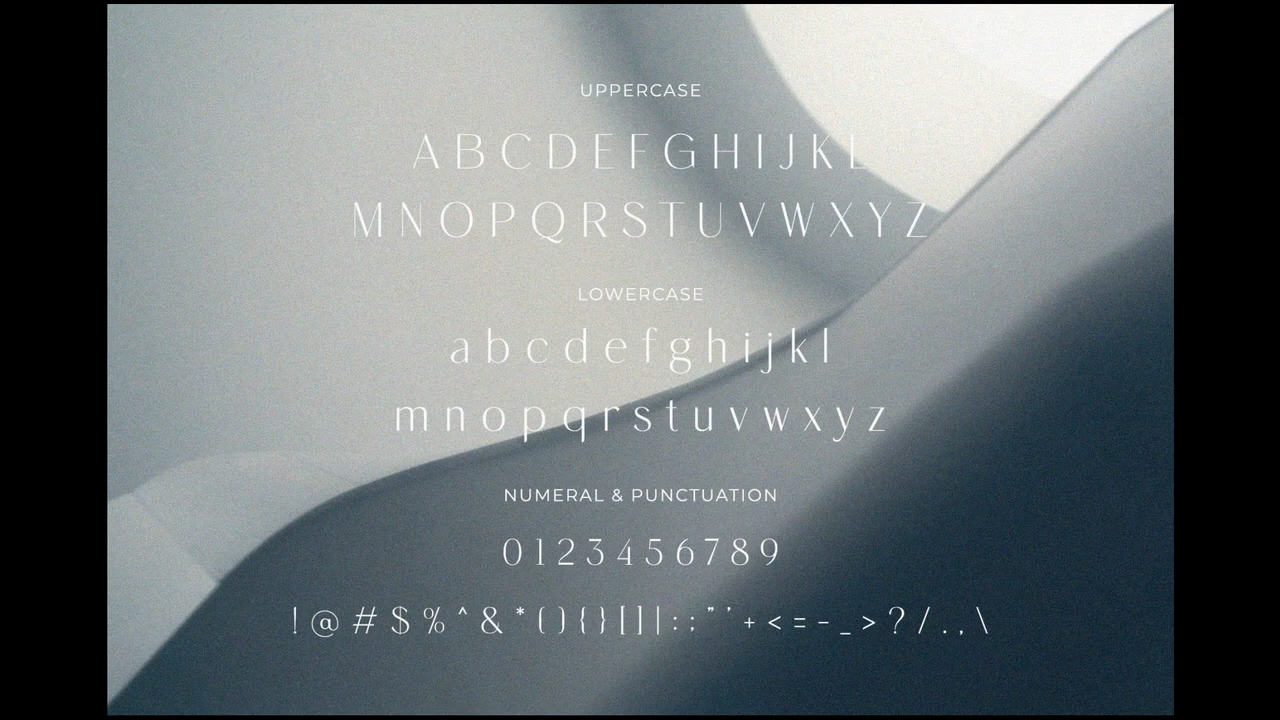 UPPERCASE
A B C D E F G H I J K L
M N O P Q R S T U V W X Y Z
LOWERCASE
a b c d e f g h i j k l
m n o p q r s t u v w x y z
NUMERAL & PUNCTUATION
0 1 2 3 4 5 6 7 8 9
! @ # $ % ^ & * ( ) { } [ ] | : ; ” ’ + < = - _ > ? / . , \